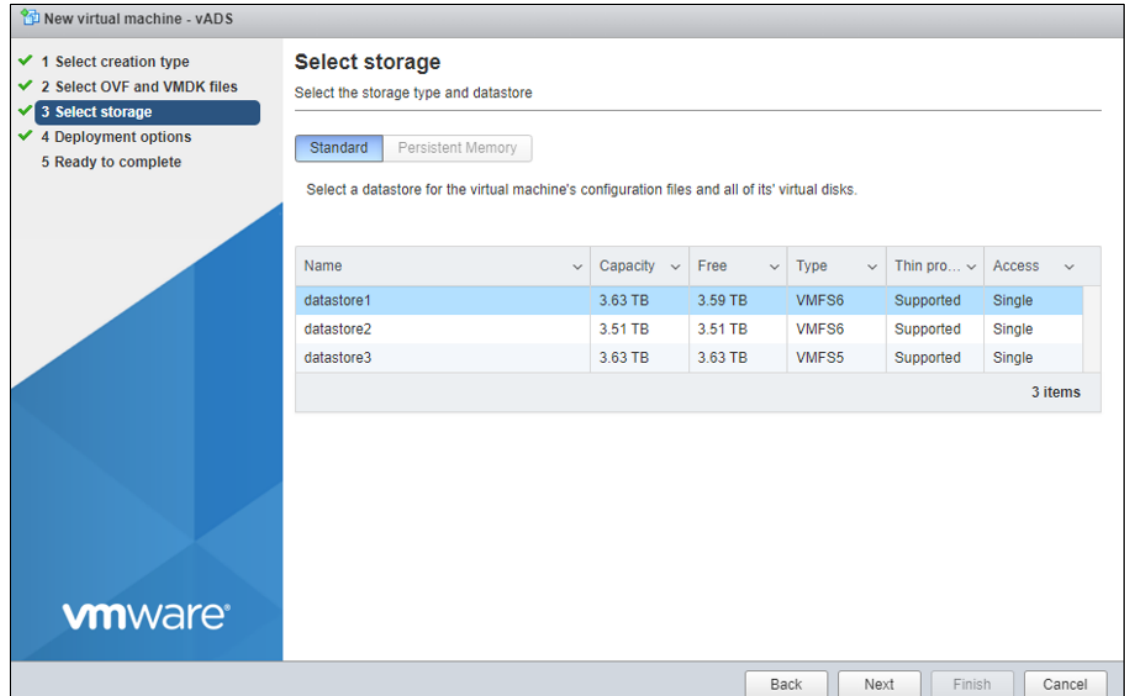 New virtual machine - vADS
1 Select creation type
2 Select OVF and VMDK files
3 Select storage
4 Deployment options
5 Ready to complete
vmware®
Select storage
Select the storage type and datastore
Standard Persistent Memory
Select a datastore for the virtual machine's configuration files and all of its' virtual disks.
Name Capacity Free Type Thin pro... Access
datastore1 3.63 TB 3.59 TB VMFS6 Supported Single
datastore2 3.51 TB 3.51 TB VMFS6 Supported Single
datastore3 3.63 TB 3.63 TB VMFS5 Supported Single
3 items
Back Next Finish Cancel